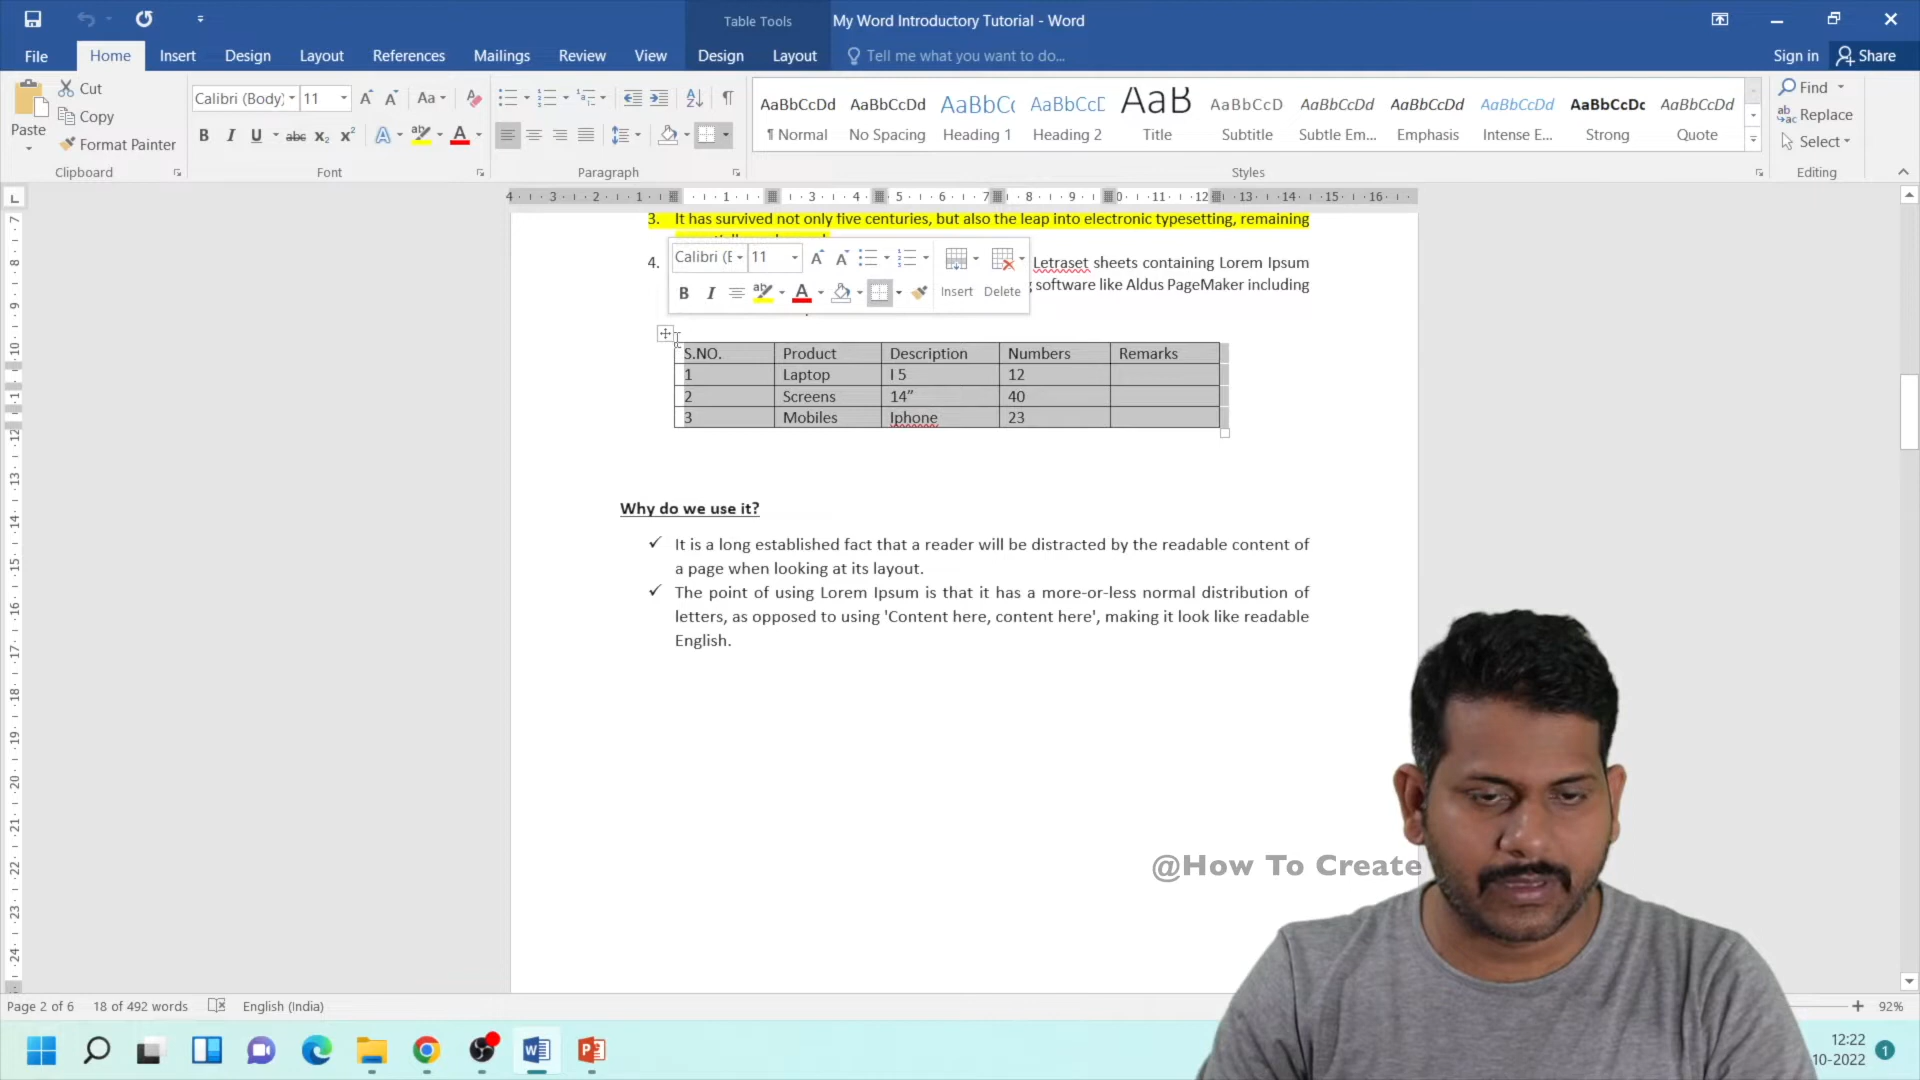 Table Tools
My Word Introductory Tutorial - Word
File
Home
Insert
Design
Layout
References
Mailings
Review
View
Design
Layout
Tell me what you want to do...
Sign in
Share
Paste
Cut
Copy
Format Painter
Clipboard
Calibri (Body)
11
Aa
B I U abc X₂ X²
Font
Paragraph
AaBbCcDd
¶ Normal
AaBbCcDd
No Spacing
AaBbCc
Heading 1
AaBbCcD
Heading 2
AaB
Title
AaBbCcD
Subtitle
AaBbCcDd
Subtle Em...
AaBbCcDd
Emphasis
AaBbCcDd
Intense E...
AaBbCcDc
Strong
AaBbCcDd
Quote
Styles
Find
Replace
Select
Editing
3. It has survived not only five centuries, but also the leap into electronic typesetting, remaining
4. Letraset sheets containing Lorem Ipsum
software like Aldus PageMaker including
Calibri (E
11
B I
Insert
Delete
S.NO. Product Description Numbers Remarks
1 Laptop I 5 12
2 Screens 14” 40
3 Mobiles Iphone 23
Why do we use it?
✓ It is a long established fact that a reader will be distracted by the readable content of
a page when looking at its layout.
✓ The point of using Lorem Ipsum is that it has a more-or-less normal distribution of
letters, as opposed to using 'Content here, content here', making it look like readable
English.
@How To Create
Page 2 of 6
18 of 492 words
English (India)
92%
12:22
10-2022
1